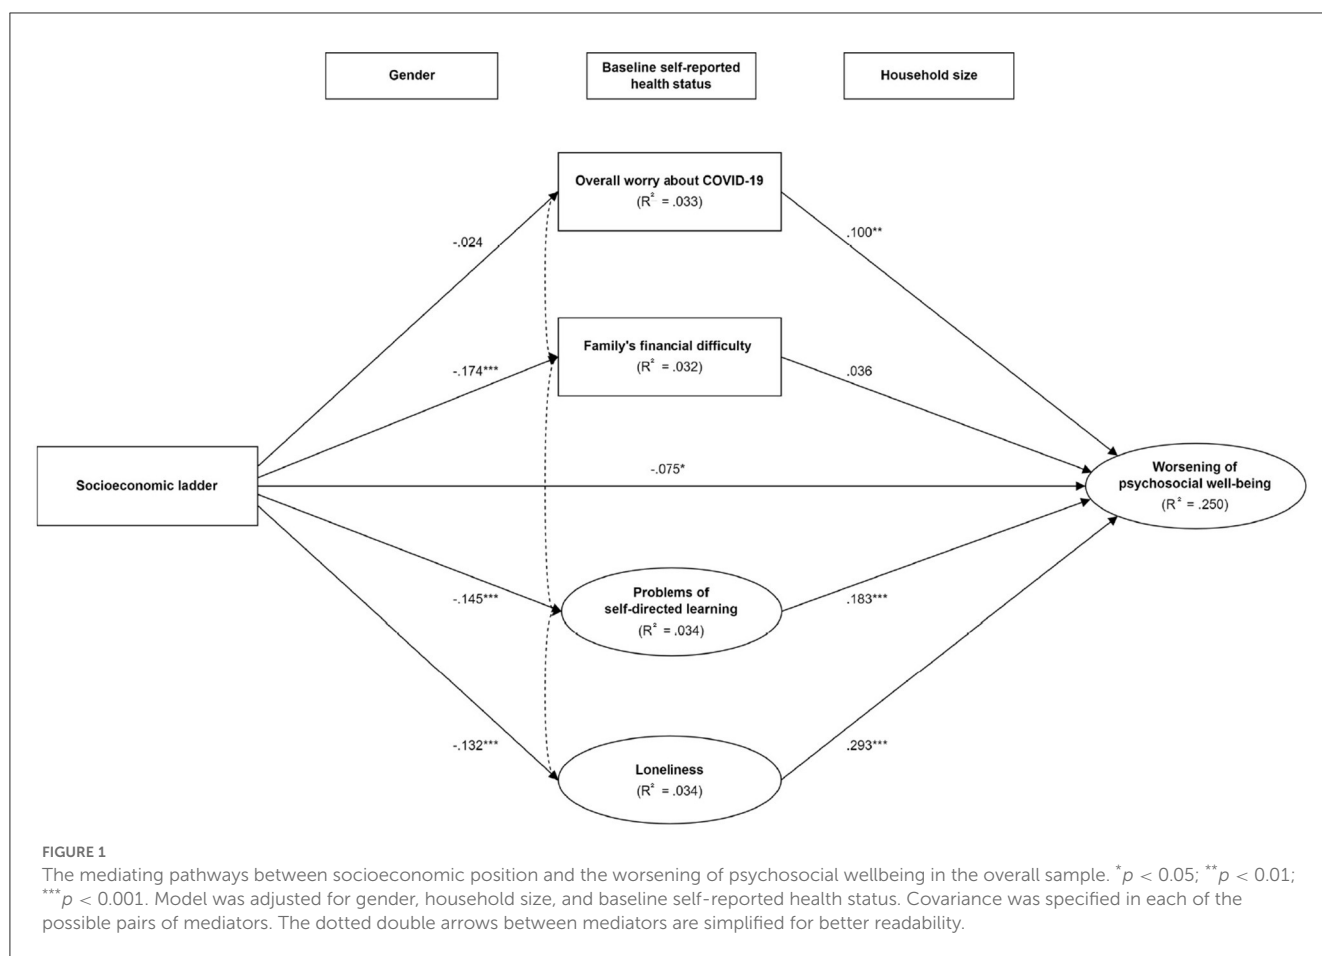 Gender
Baseline self-reported
health status
Household size
Overall worry about COVID-19
(R² = .033)
-.024
.100**
Family's financial difficulty
(R² = .032)
-.174***
.036
Socioeconomic ladder
-.075*
Worsening of
psychosocial well-being
(R² = .250)
Problems of
self-directed learning
(R² = .034)
-.145***
.183***
Loneliness
(R² = .034)
-.132***
.293***
FIGURE 1
The mediating pathways between socioeconomic position and the worsening of psychosocial wellbeing in the overall sample. *p < 0.05; **p < 0.01;
***p < 0.001. Model was adjusted for gender, household size, and baseline self-reported health status. Covariance was specified in each of the
possible pairs of mediators. The dotted double arrows between mediators are simplified for better readability.